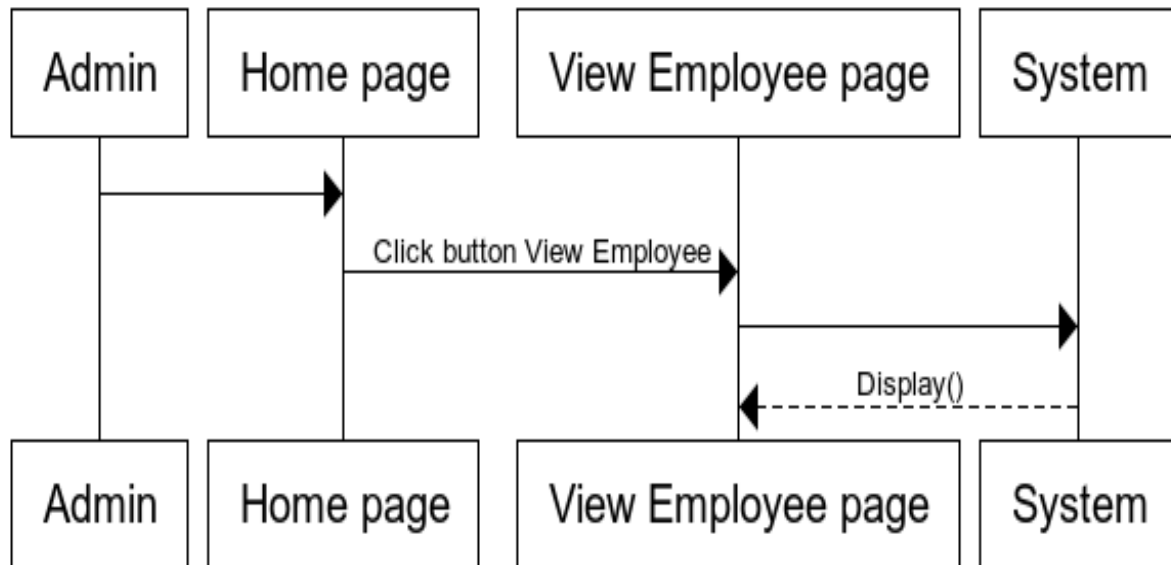 Admin
Home page
View Employee page
System
Click button View Employee
Display()
Admin
Home page
View Employee page
System